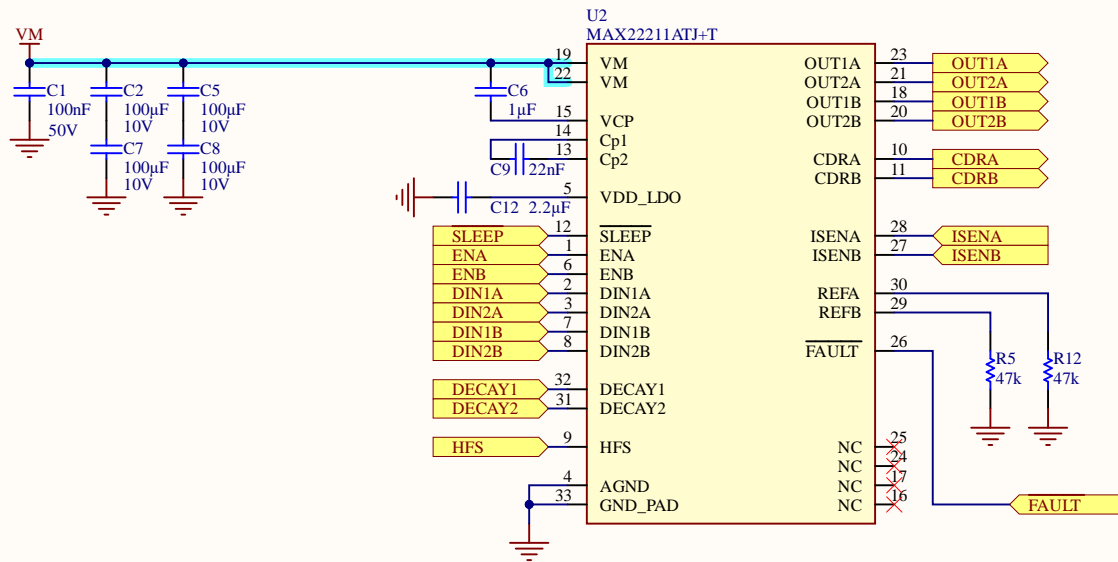 U2
MAX22211ATJ+T
VM
19 VM OUT1A 23 OUT1A
22 VM OUT2A 21 OUT2A
OUT1B 18 OUT1B
15 VCP OUT2B 20 OUT2B
C1 100nF 50V
C2 100µF 10V
C5 100µF 10V
C6 1µF
C7 100µF 10V
C8 100µF 10V
14 Cp1
13 Cp2 CDRA 10 CDRA
C9 22nF
CDRB 11 CDRB
5 VDD_LDO
C12 2.2µF
SLEEP 12 SLEEP ISENA 28 ISENA
ENA 1 ENA ISENB 27 ISENB
ENB 6 ENB
DIN1A 2 DIN1A REFA 30
DIN2A 3 DIN2A REFB 29
DIN1B 7 DIN1B
DIN2B 8 DIN2B FAULT 26
R5 47k
R12 47k
DECAY1 32 DECAY1
DECAY2 31 DECAY2
HFS 9 HFS NC 25
NC 24
4 AGND NC 17
33 GND_PAD NC 16
FAULT